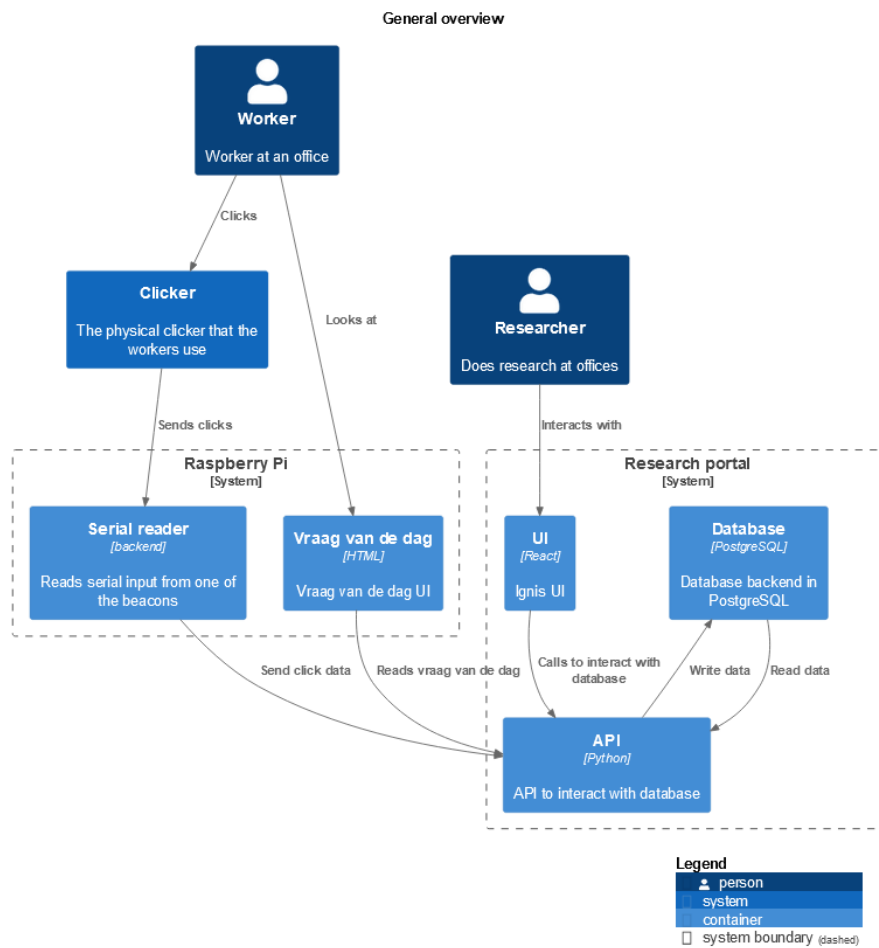 General overview
Worker
Worker at an office
Clicks
Clicker
The physical clicker that the
workers use
Looks at
Researcher
Does research at offices
Sends clicks
Interacts with
Raspberry Pi
[System]
Research portal
[System]
Serial reader
[backend]
Reads serial input from one of
the beacons
Vraag van de dag
[HTML]
Vraag van de dag UI
UI
[React]
Ignis UI
Database
[PostgreSQL]
Database backend in
PostgreSQL
Send click data
Reads vraag van de dag
Calls to interact with
database
Write data
Read data
API
[Python]
API to interact with database
Legend
person
system
container
system boundary (dashed)